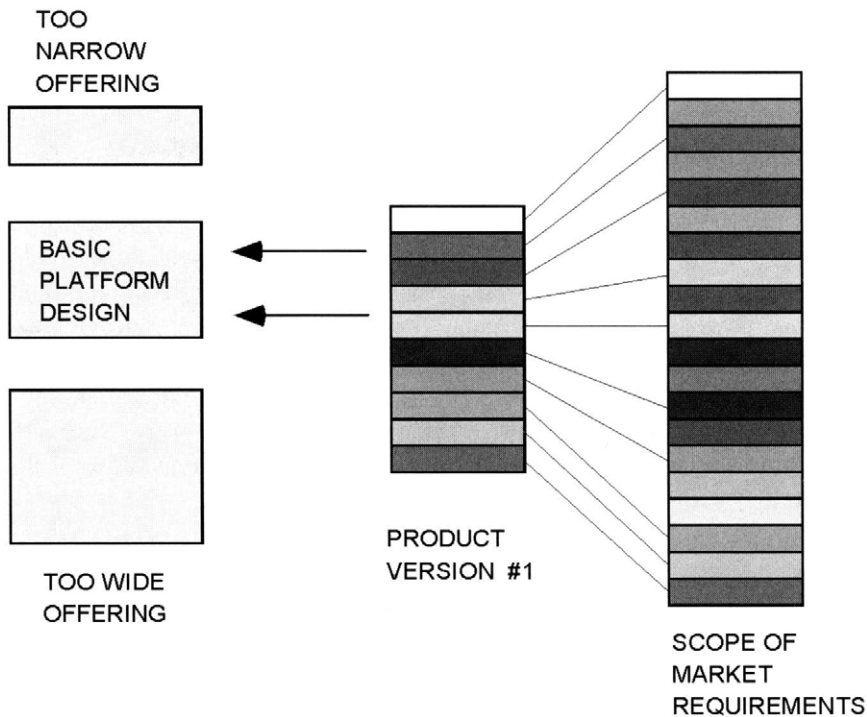 TOO
NARROW
OFFERING
BASIC
PLATFORM
DESIGN
TOO WIDE
OFFERING
PRODUCT
VERSION #1
SCOPE OF
MARKET
REQUIREMENTS